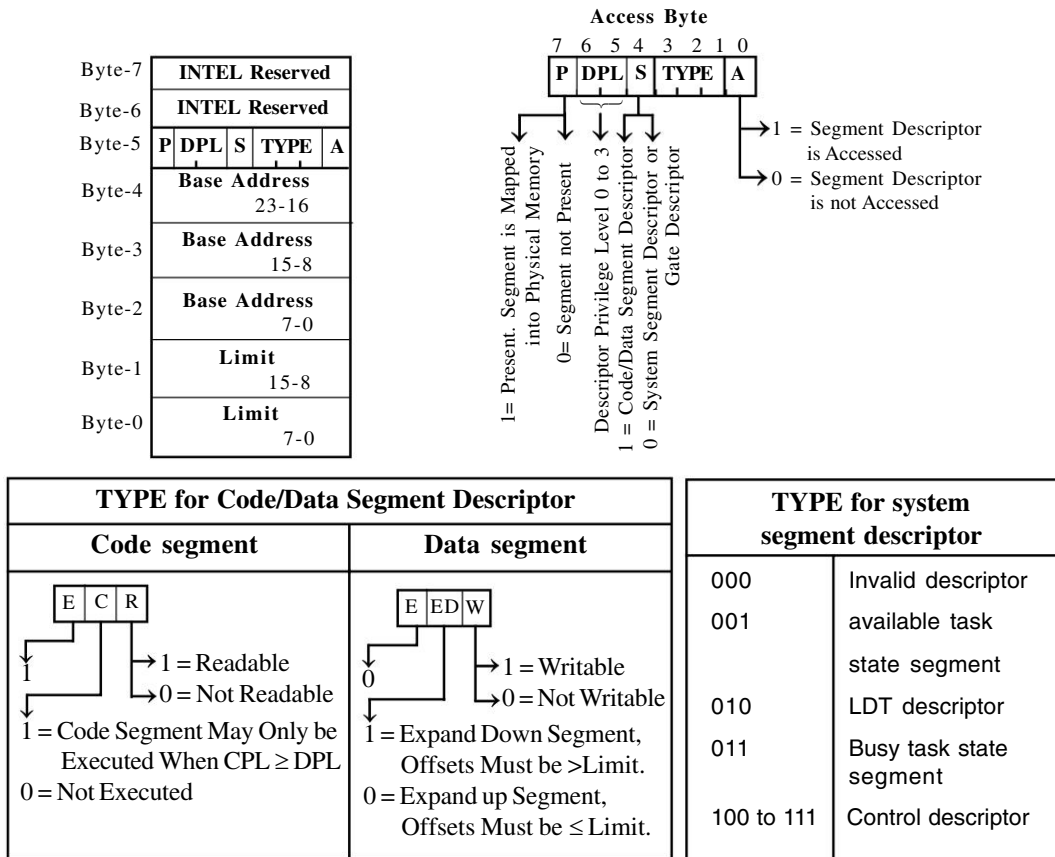 Byte-7 INTEL Reserved
Byte-6 INTEL Reserved
Byte-5 P DPL S TYPE A
Byte-4 Base Address
23-16
Byte-3 Base Address
15-8
Byte-2 Base Address
7-0
Byte-1 Limit
15-8
Byte-0 Limit
7-0
Access Byte
7 6 5 4 3 2 1 0
P DPL S TYPE A
1= Present. Segment is Mapped
into Physical Memory
0= Segment not Present
Descriptor Privilege Level 0 to 3
1 = Code/Data Segment Descriptor
0 = System Segment Descriptor or
Gate Descriptor
1 = Segment Descriptor
is Accessed
0 = Segment Descriptor
is not Accessed
TYPE for Code/Data Segment Descriptor
Code segment
E C R
1
1 = Readable
0 = Not Readable
1 = Code Segment May Only be
Executed When CPL ≥ DPL
0 = Not Executed
Data segment
E ED W
0
1 = Writable
0 = Not Writable
1 = Expand Down Segment,
Offsets Must be >Limit.
0 = Expand up Segment,
Offsets Must be ≤ Limit.
TYPE for system
segment descriptor
000 Invalid descriptor
001 available task
state segment
010 LDT descriptor
011 Busy task state
segment
100 to 111 Control descriptor